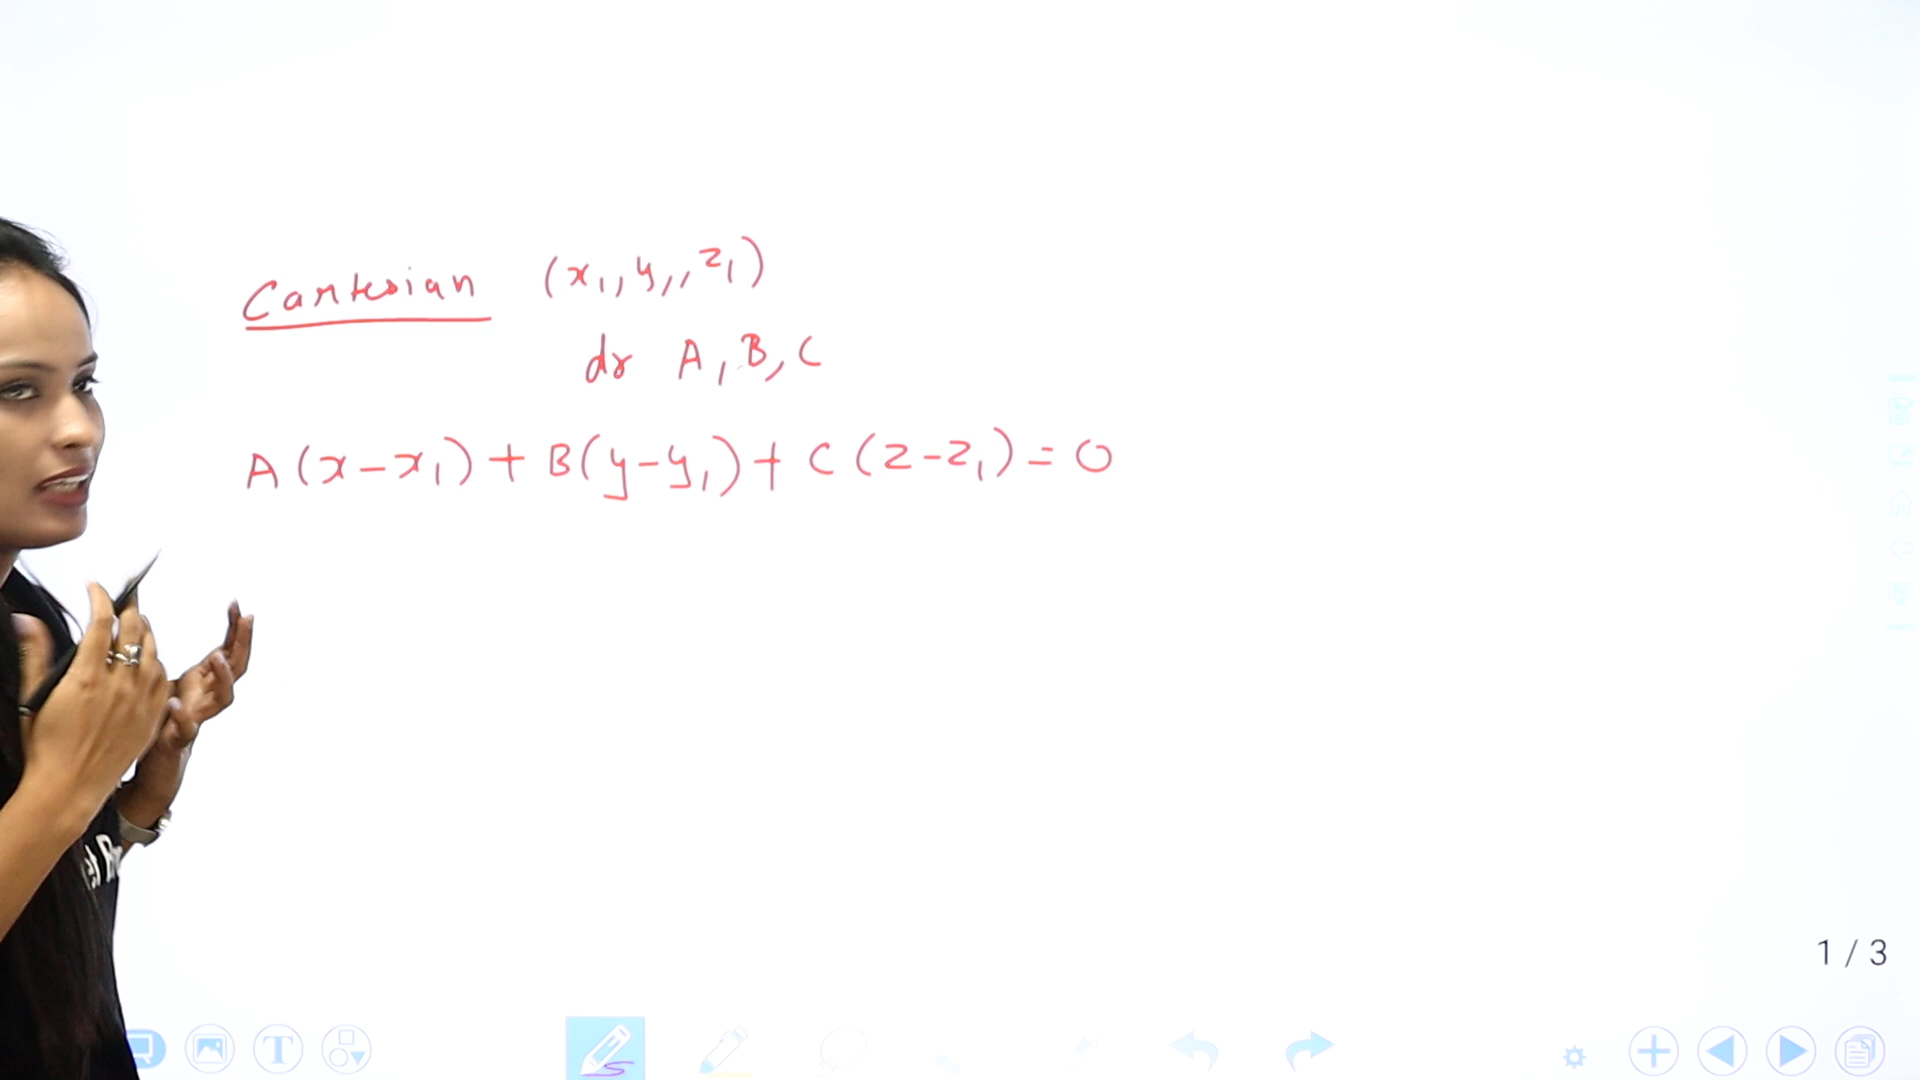 Cartesian (x₁, y₁, z₁)
dr A, B, C
A(x-x₁)+B(y-y₁)+C(z-z₁)=0
1 / 3
T